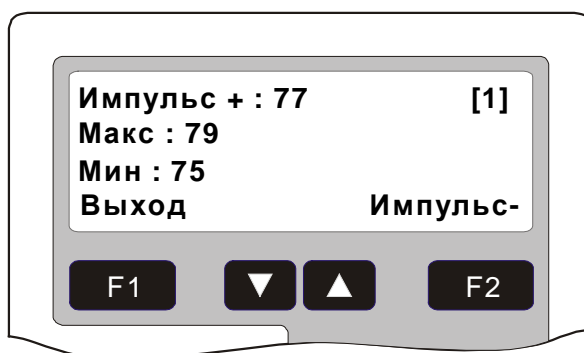 Импульс + : 77 [1]
Макс : 79
Мин : 75
Выход Импульс-
F1 ▼ ▲ F2